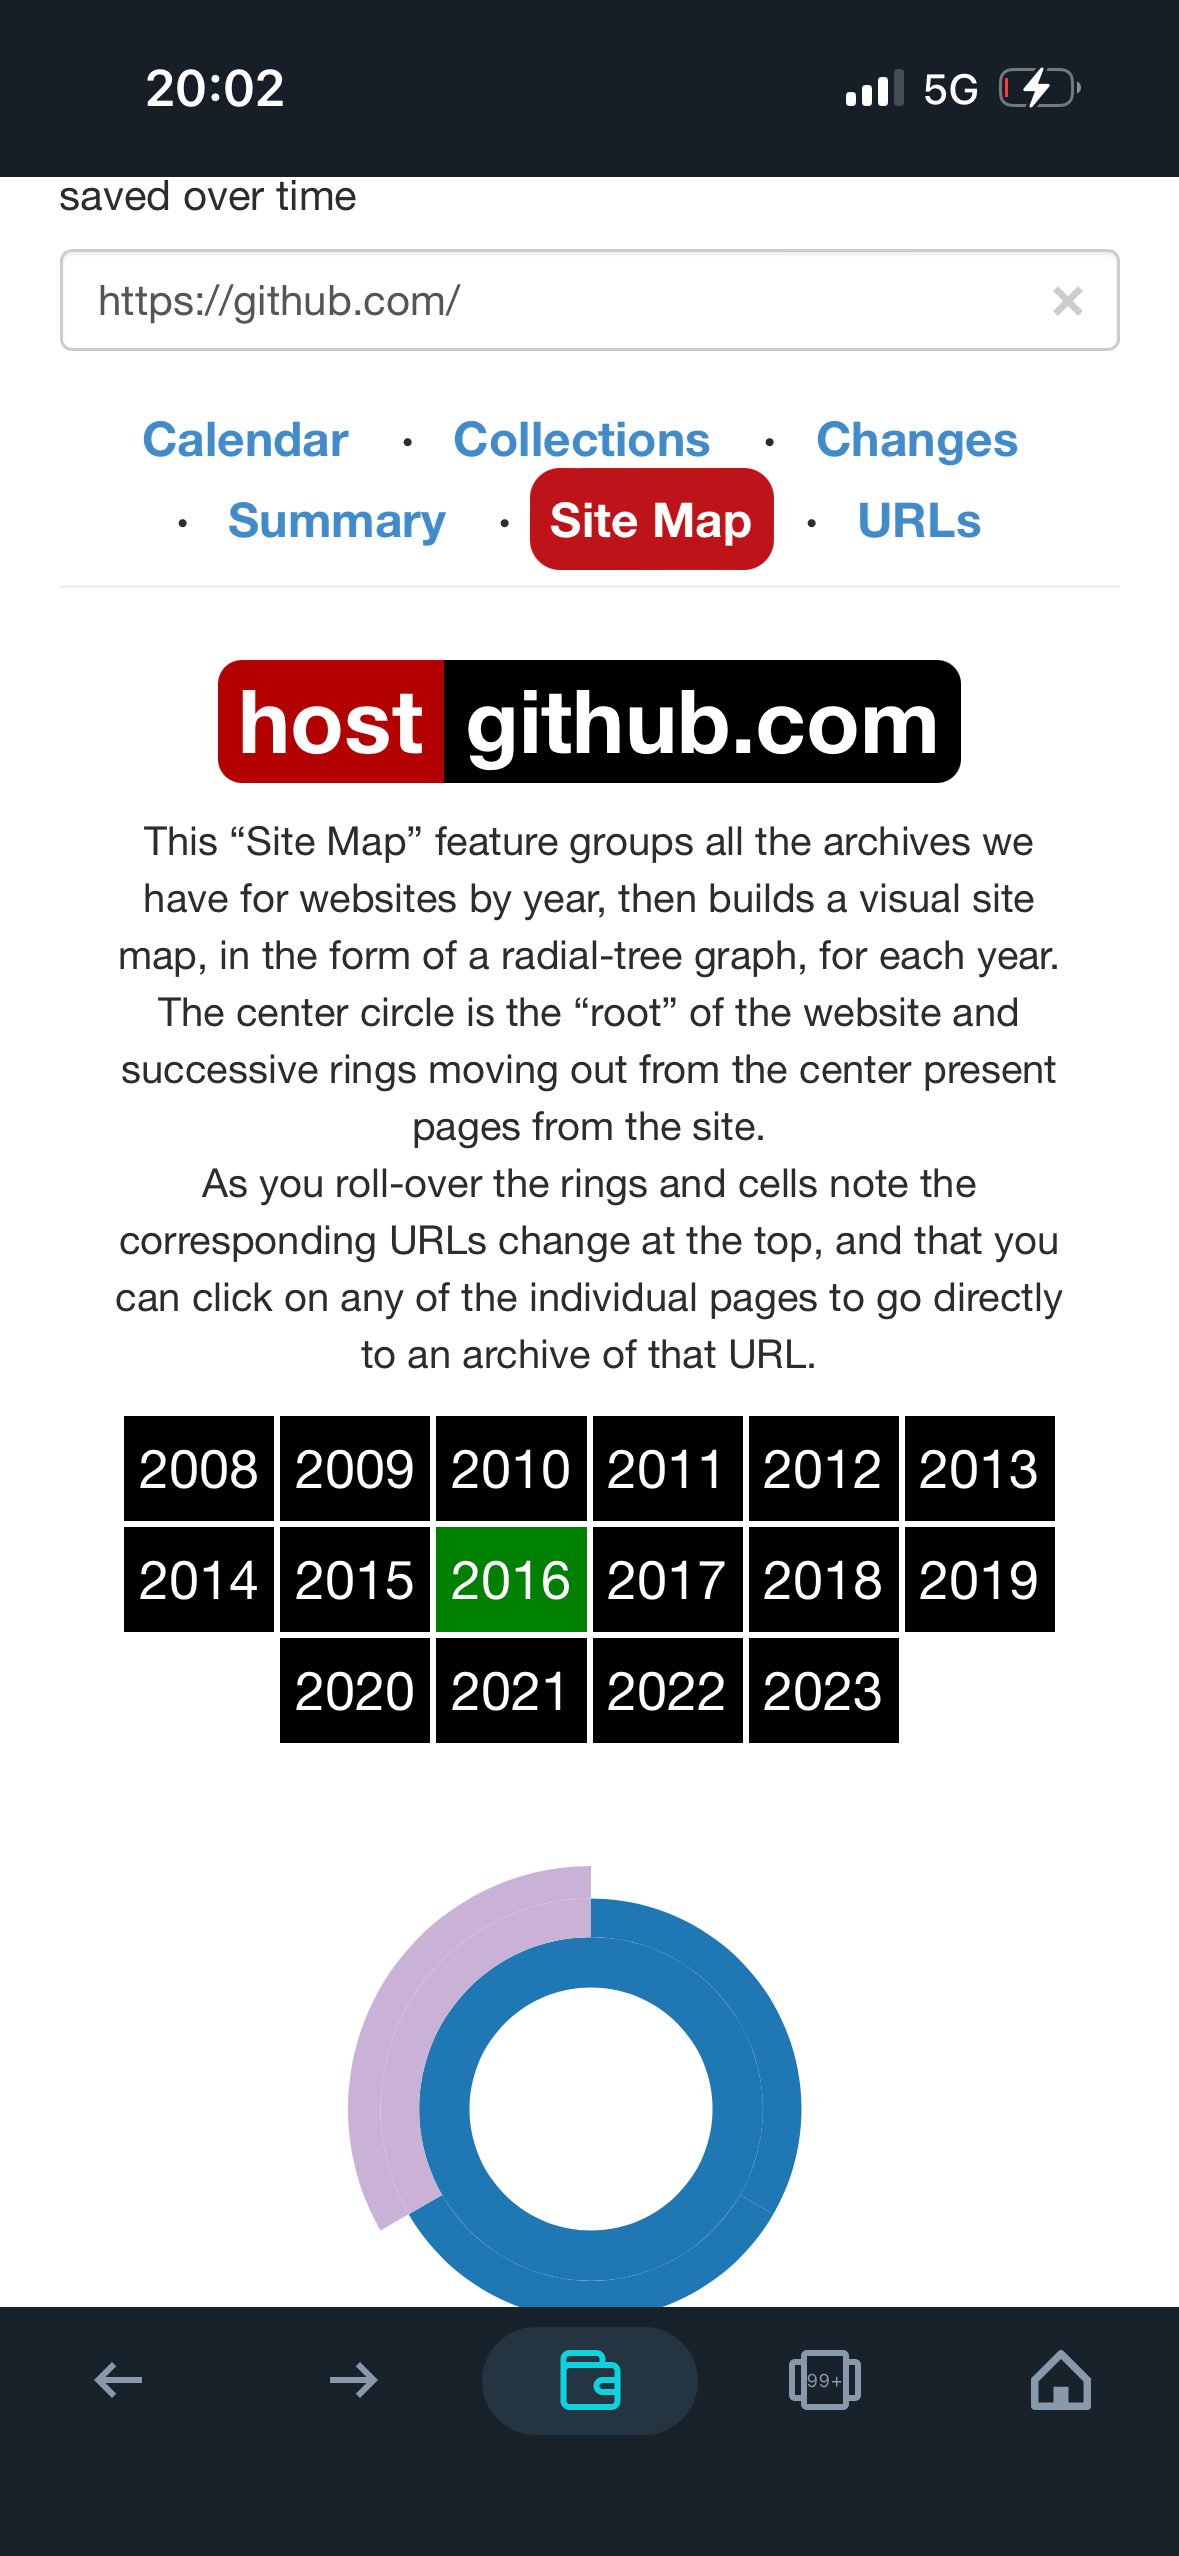 20:02 5G
saved over time
https://github.com/ ×
Calendar • Collections • Changes
• Summary • Site Map • URLs
host github.com
This “Site Map” feature groups all the archives we
have for websites by year, then builds a visual site
map, in the form of a radial-tree graph, for each year.
The center circle is the “root” of the website and
successive rings moving out from the center present
pages from the site.
As you roll-over the rings and cells note the
corresponding URLs change at the top, and that you
can click on any of the individual pages to go directly
to an archive of that URL.
2008 2009 2010 2011 2012 2013
2014 2015 2016 2017 2018 2019
2020 2021 2022 2023
99+